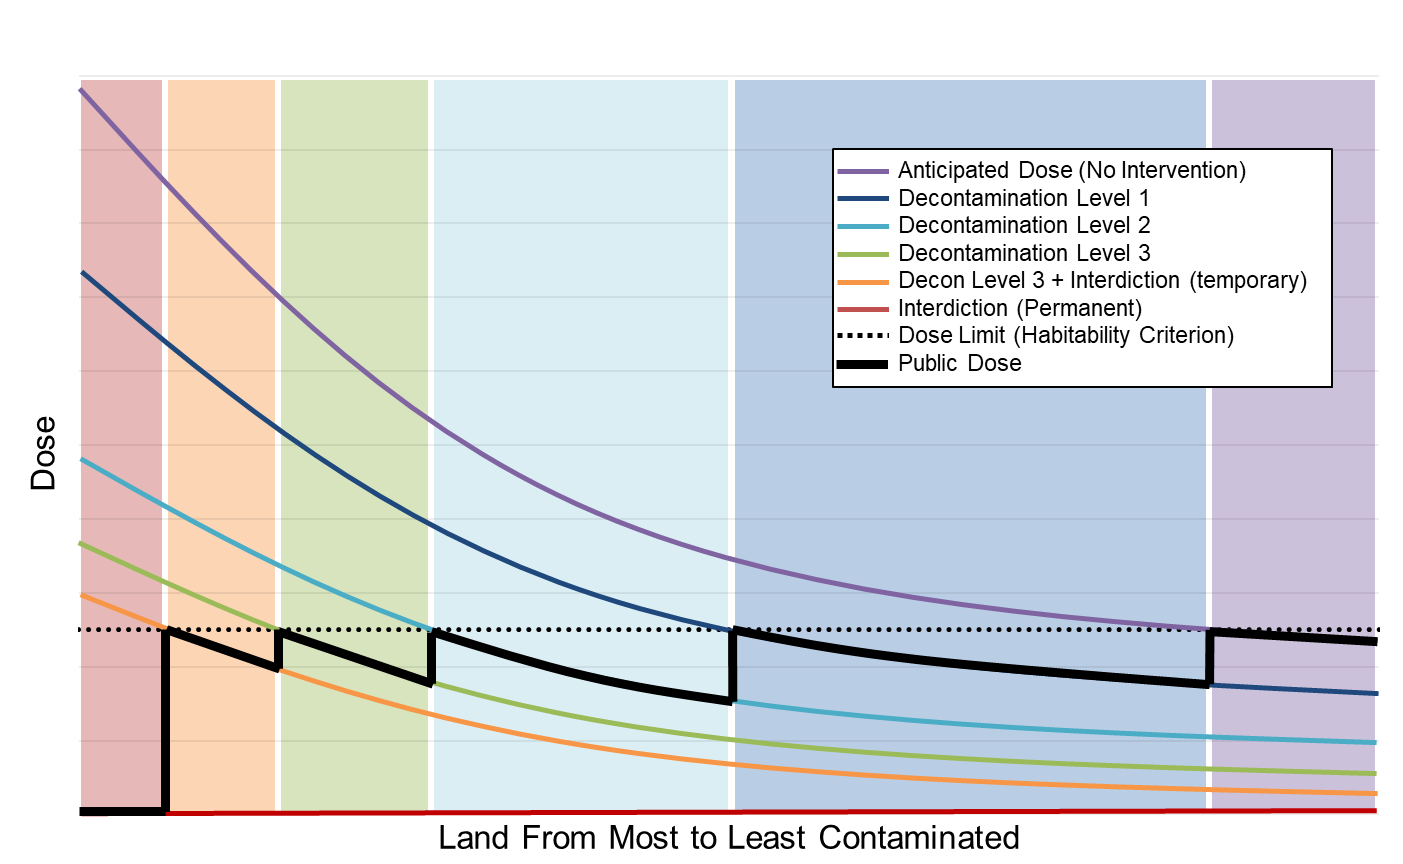 Anticipated Dose (No Intervention)
Decontamination Level 1
Decontamination Level 2
Decontamination Level 3
Decon Level 3 + Interdiction (temporary)
Interdiction (Permanent)
Dose Limit (Habitability Criterion)
Public Dose
Dose
Land From Most to Least Contaminated